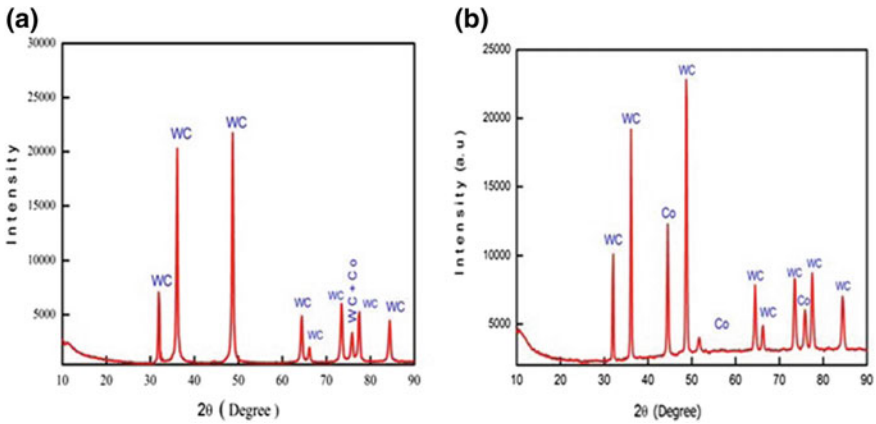 (a)
30000
25000
20000
15000
10000
5000
Intensity
WC
WC
WC
WC
WC
WC
WC+Co
WC
WC
10 20 30 40 50 60 70 80 90
2θ ( Degree )
(b)
25000
20000
15000
10000
5000
Intensity (a.u)
WC
WC
Co
WC
Co
WC
WC
WC
Co
WC
WC
10 20 30 40 50 60 70 80 90
2θ (Degree)